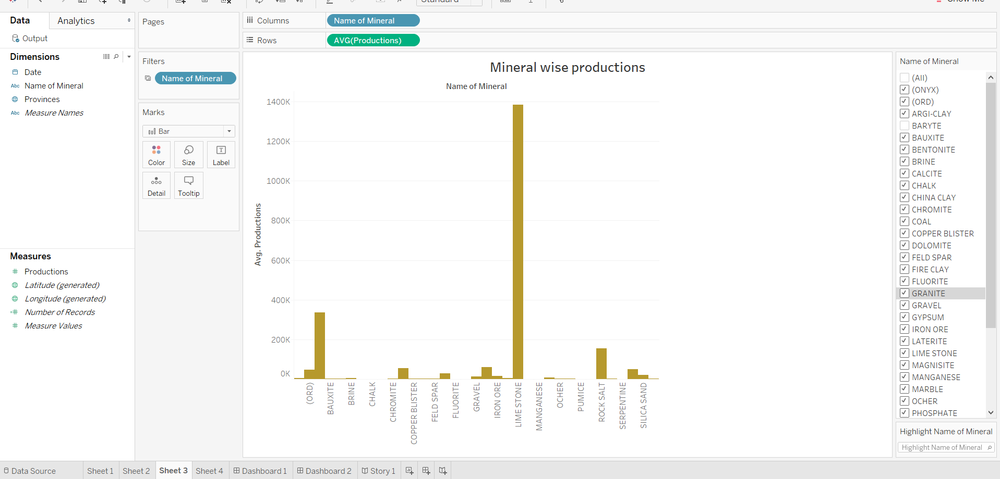 Standard
Show Me
Data
Analytics
Output
Dimensions
Date
Abc Name of Mineral
Provinces
Abc Measure Names
Measures
Productions
Latitude (generated)
Longitude (generated)
Number of Records
Measure Values
Pages
Filters
Name of Mineral
Marks
Bar
Color
Size
Label
Detail
Tooltip
Columns
Name of Mineral
Rows
AVG(Productions)
Mineral wise productions
Name of Mineral
1400K
1200K
1000K
800K
600K
400K
200K
0K
Avg. Productions
(ORD)
BAUXITE
BRINE
CHALK
CHROMITE
COPPER BLISTER
FELD SPAR
FLUORITE
GRAVEL
IRON ORE
LIME STONE
MANGANESE
OCHER
PUMICE
ROCK SALT
SERPENTINE
SILICA SAND
Name of Mineral
(All)
(ONYX)
(ORD)
ARGI-CLAY
BARYTE
BAUXITE
BENTONITE
BRINE
CALCITE
CHALK
CHINA CLAY
CHROMITE
COAL
COPPER BLISTER
DOLOMITE
FELD SPAR
FIRE CLAY
FLUORITE
GRANITE
GRAVEL
GYPSUM
IRON ORE
LATERITE
LIME STONE
MAGNISITE
MANGANESE
MARBLE
OCHER
PHOSPHATE
Highlight Name of Mineral
Highlight Name of Mineral
Data Source
Sheet 1
Sheet 2
Sheet 3
Sheet 4
Dashboard 1
Dashboard 2
Story 1